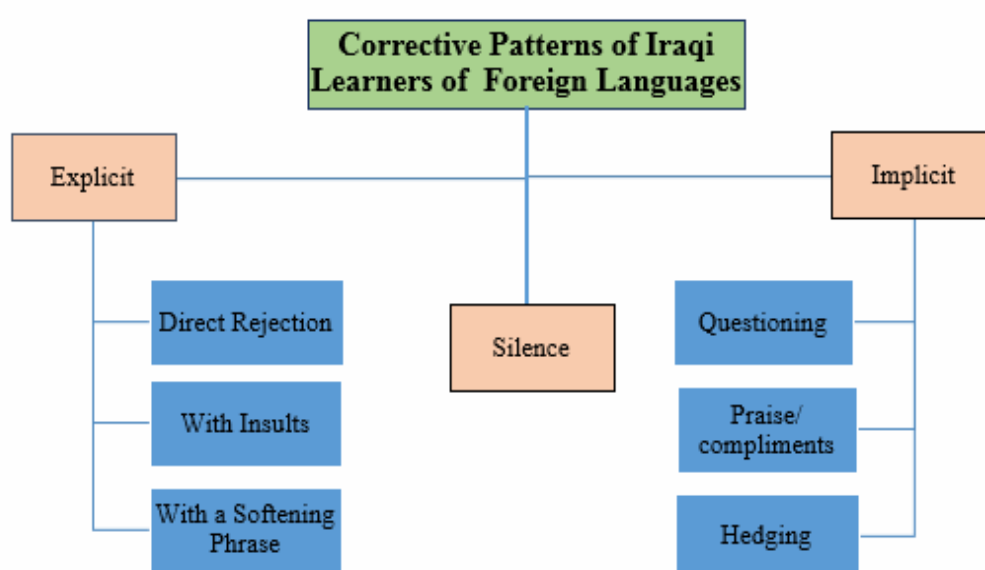 Corrective Patterns of Iraqi
Learners of Foreign Languages
Explicit
Implicit
Direct Rejection
With Insults
With a Softening
Phrase
Silence
Questioning
Praise/
compliments
Hedging